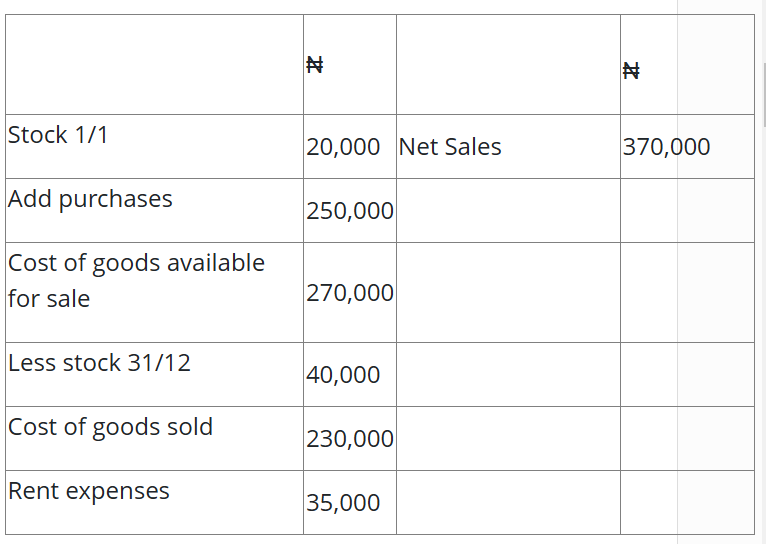 ₦ ₦
Stock 1/1 20,000 Net Sales 370,000
Add purchases 250,000
Cost of goods available
for sale 270,000
Less stock 31/12 40,000
Cost of goods sold 230,000
Rent expenses 35,000